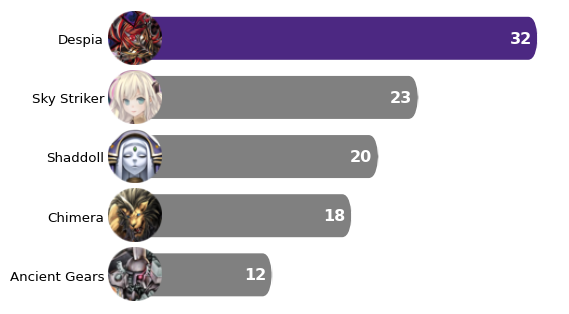 Despia 32
Sky Striker 23
Shaddoll 20
Chimera 18
Ancient Gears 12